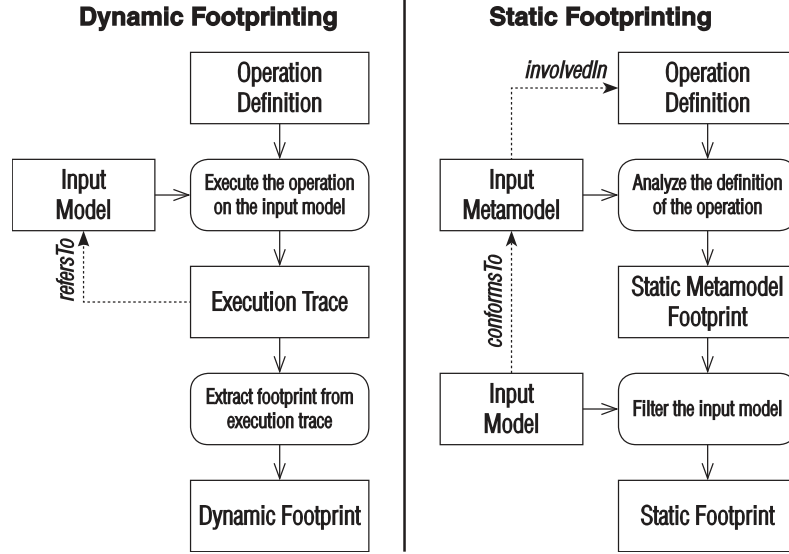 Dynamic Footprinting
Operation
Definition
Input
Model
Execute the operation
on the input model
refersTo
Execution Trace
Extract footprint from
execution trace
Dynamic Footprint
Static Footprinting
involvedIn
Operation
Definition
Input
Metamodel
Analyze the definition
of the operation
conformsTo
Static Metamodel
Footprint
Input
Model
Filter the input model
Static Footprint